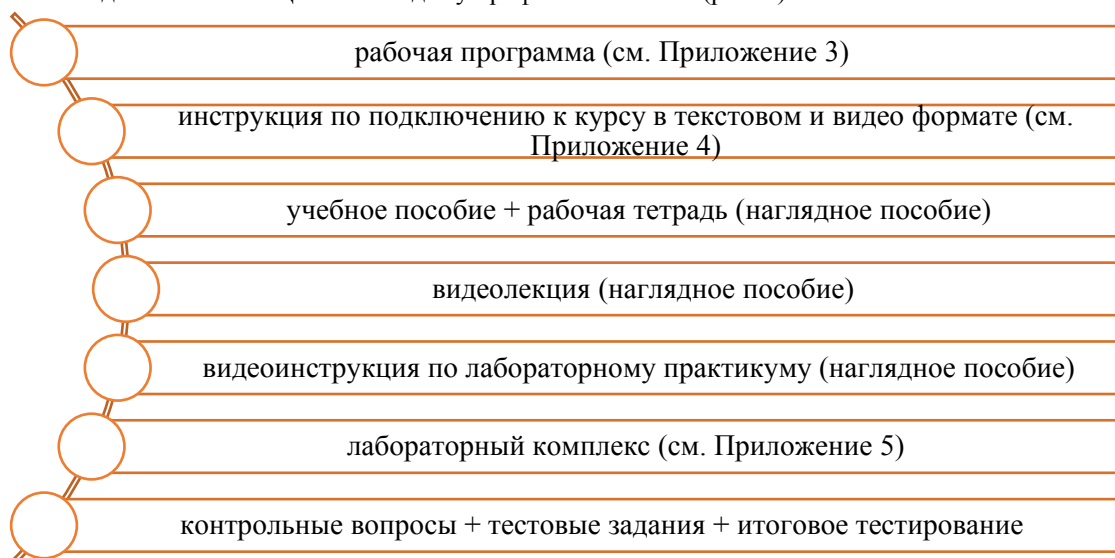 рабочая программа (см. Приложение 3)
инструкция по подключению к курсу в текстовом и видео формате (см.
Приложение 4)
учебное пособие + рабочая тетрадь (наглядное пособие)
видеолекция (наглядное пособие)
видеоинструкция по лабораторному практикуму (наглядное пособие)
лабораторный комплекс (см. Приложение 5)
контрольные вопросы + тестовые задания + итоговое тестирование